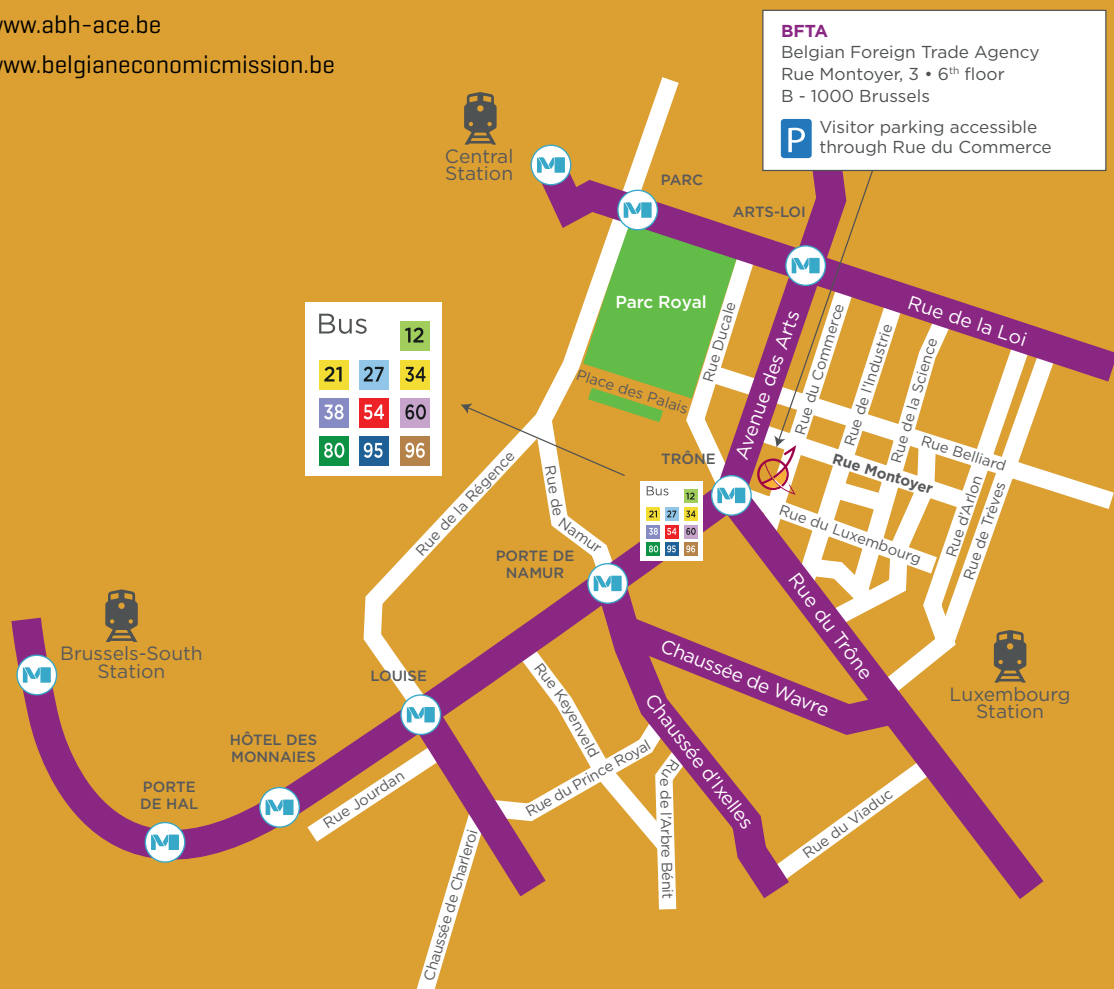 www.abh-ace.be
www.belgianeconomicmission.be
BFTA
Belgian Foreign Trade Agency
Rue Montoyer, 3 • 6th floor
B - 1000 Brussels
P
Visitor parking accessible
through Rue du Commerce
Central
Station
PARC
ARTS-LOI
Parc Royal
Rue de la Loi
Rue Ducale
Avenue des Arts
Rue du Commerce
Rue de l'Industrie
Rue de la Science
Place des Palais
Bus
12
21 27 34
38 54 60
80 95 96
Rue Belliard
Rue Montoyer
TRÔNE
Bus
12
21 27 34
38 54 60
80 95 96
Rue d'Arlon
Rue de Trèves
Rue du Luxembourg
Rue de la Régence
Rue de Namur
PORTE DE
NAMUR
Rue du Trône
Brussels-South
Station
Chaussée de Wavre
Luxembourg
Station
LOUISE
Rue Keyenveld
Chaussée d'Ixelles
HÔTEL DES
MONNAIES
Rue du Prince Royal
PORTE
DE HAL
Rue Jourdan
Rue de l'Arbre Bénit
Rue du Viaduc
Chaussée de Charleroi